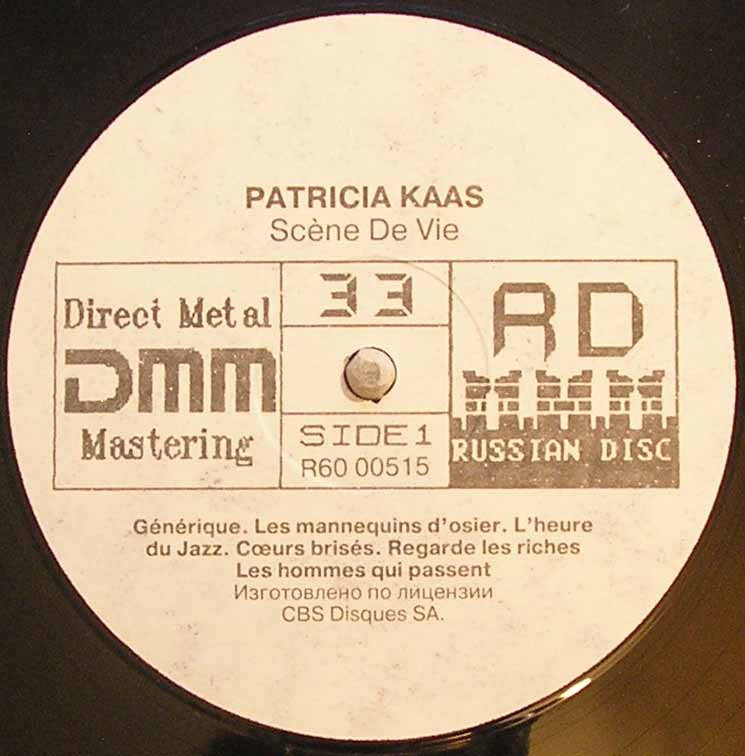 PATRICIA KAAS
Scène De Vie
Direct Metal
DMM
Mastering
33
SIDE 1
R60 00515
RD
RUSSIAN DISC
Générique. Les mannequins d'osier. L'heure
du Jazz. Cœurs brisés. Regarde les riches
Les hommes qui passent
Изготовлено по лицензии
CBS Disques SA.